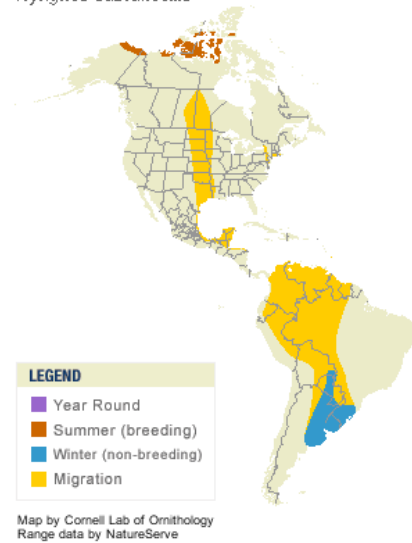 LEGEND
Year Round
Summer (breeding)
Winter (non-breeding)
Migration
Map by Cornell Lab of Ornithology
Range data by NatureServe